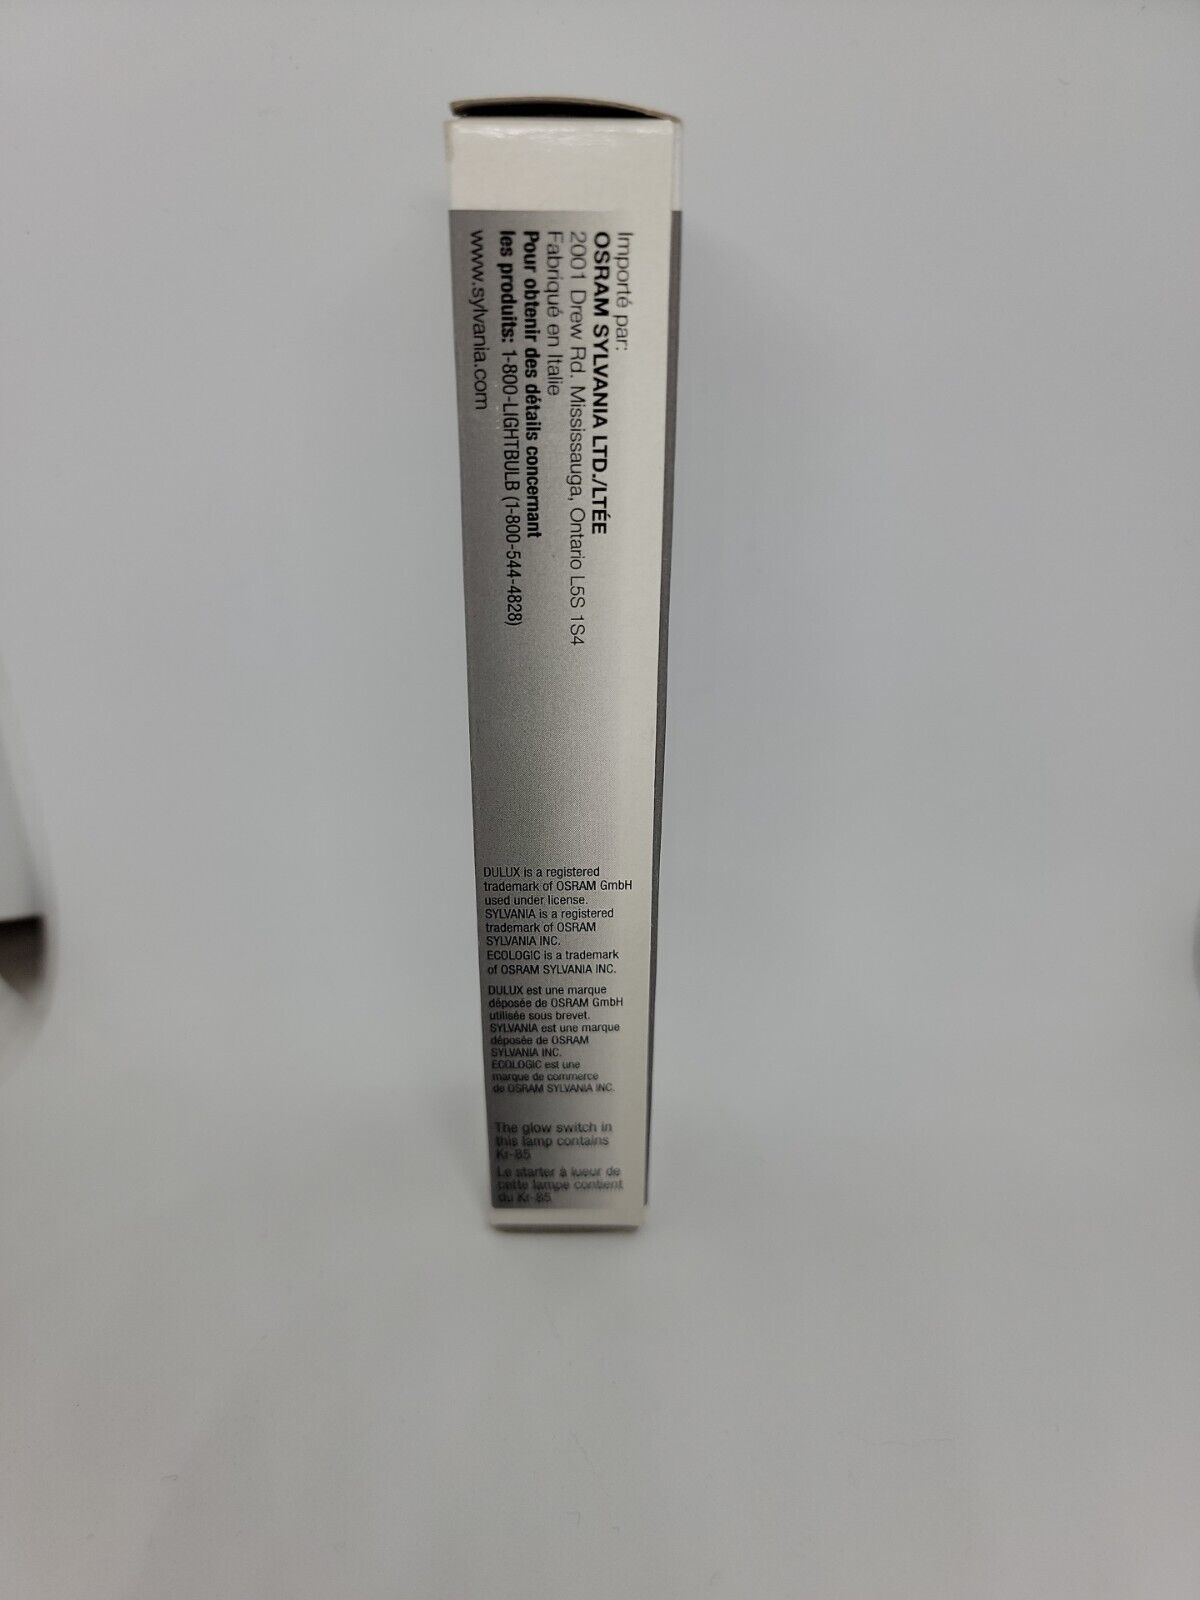 Importé par:
OSRAM SYLVANIA LTD./LTÉE
2001 Drew Rd. Mississauga, Ontario L5S 1S4
Fabriqué en Italie
Pour obtenir des détails concernant
les produits: 1-800-LIGHTBULB (1-800-544-4828)
www.sylvania.com
DULUX is a registered
trademark of OSRAM GmbH
used under license.
SYLVANIA is a registered
trademark of OSRAM
SYLVANIA INC.
ECOLOGIC is a trademark
of OSRAM SYLVANIA INC.
DULUX est une marque
déposée de OSRAM GmbH
utilisée sous brevet.
SYLVANIA est une marque
déposée de OSRAM
SYLVANIA INC.
ECOLOGIC est une
marque de commerce
de OSRAM SYLVANIA INC.
The glow switch in
this lamp contains
Kr-85
Le starter à lueur de
cette lampe contient
du Kr-85